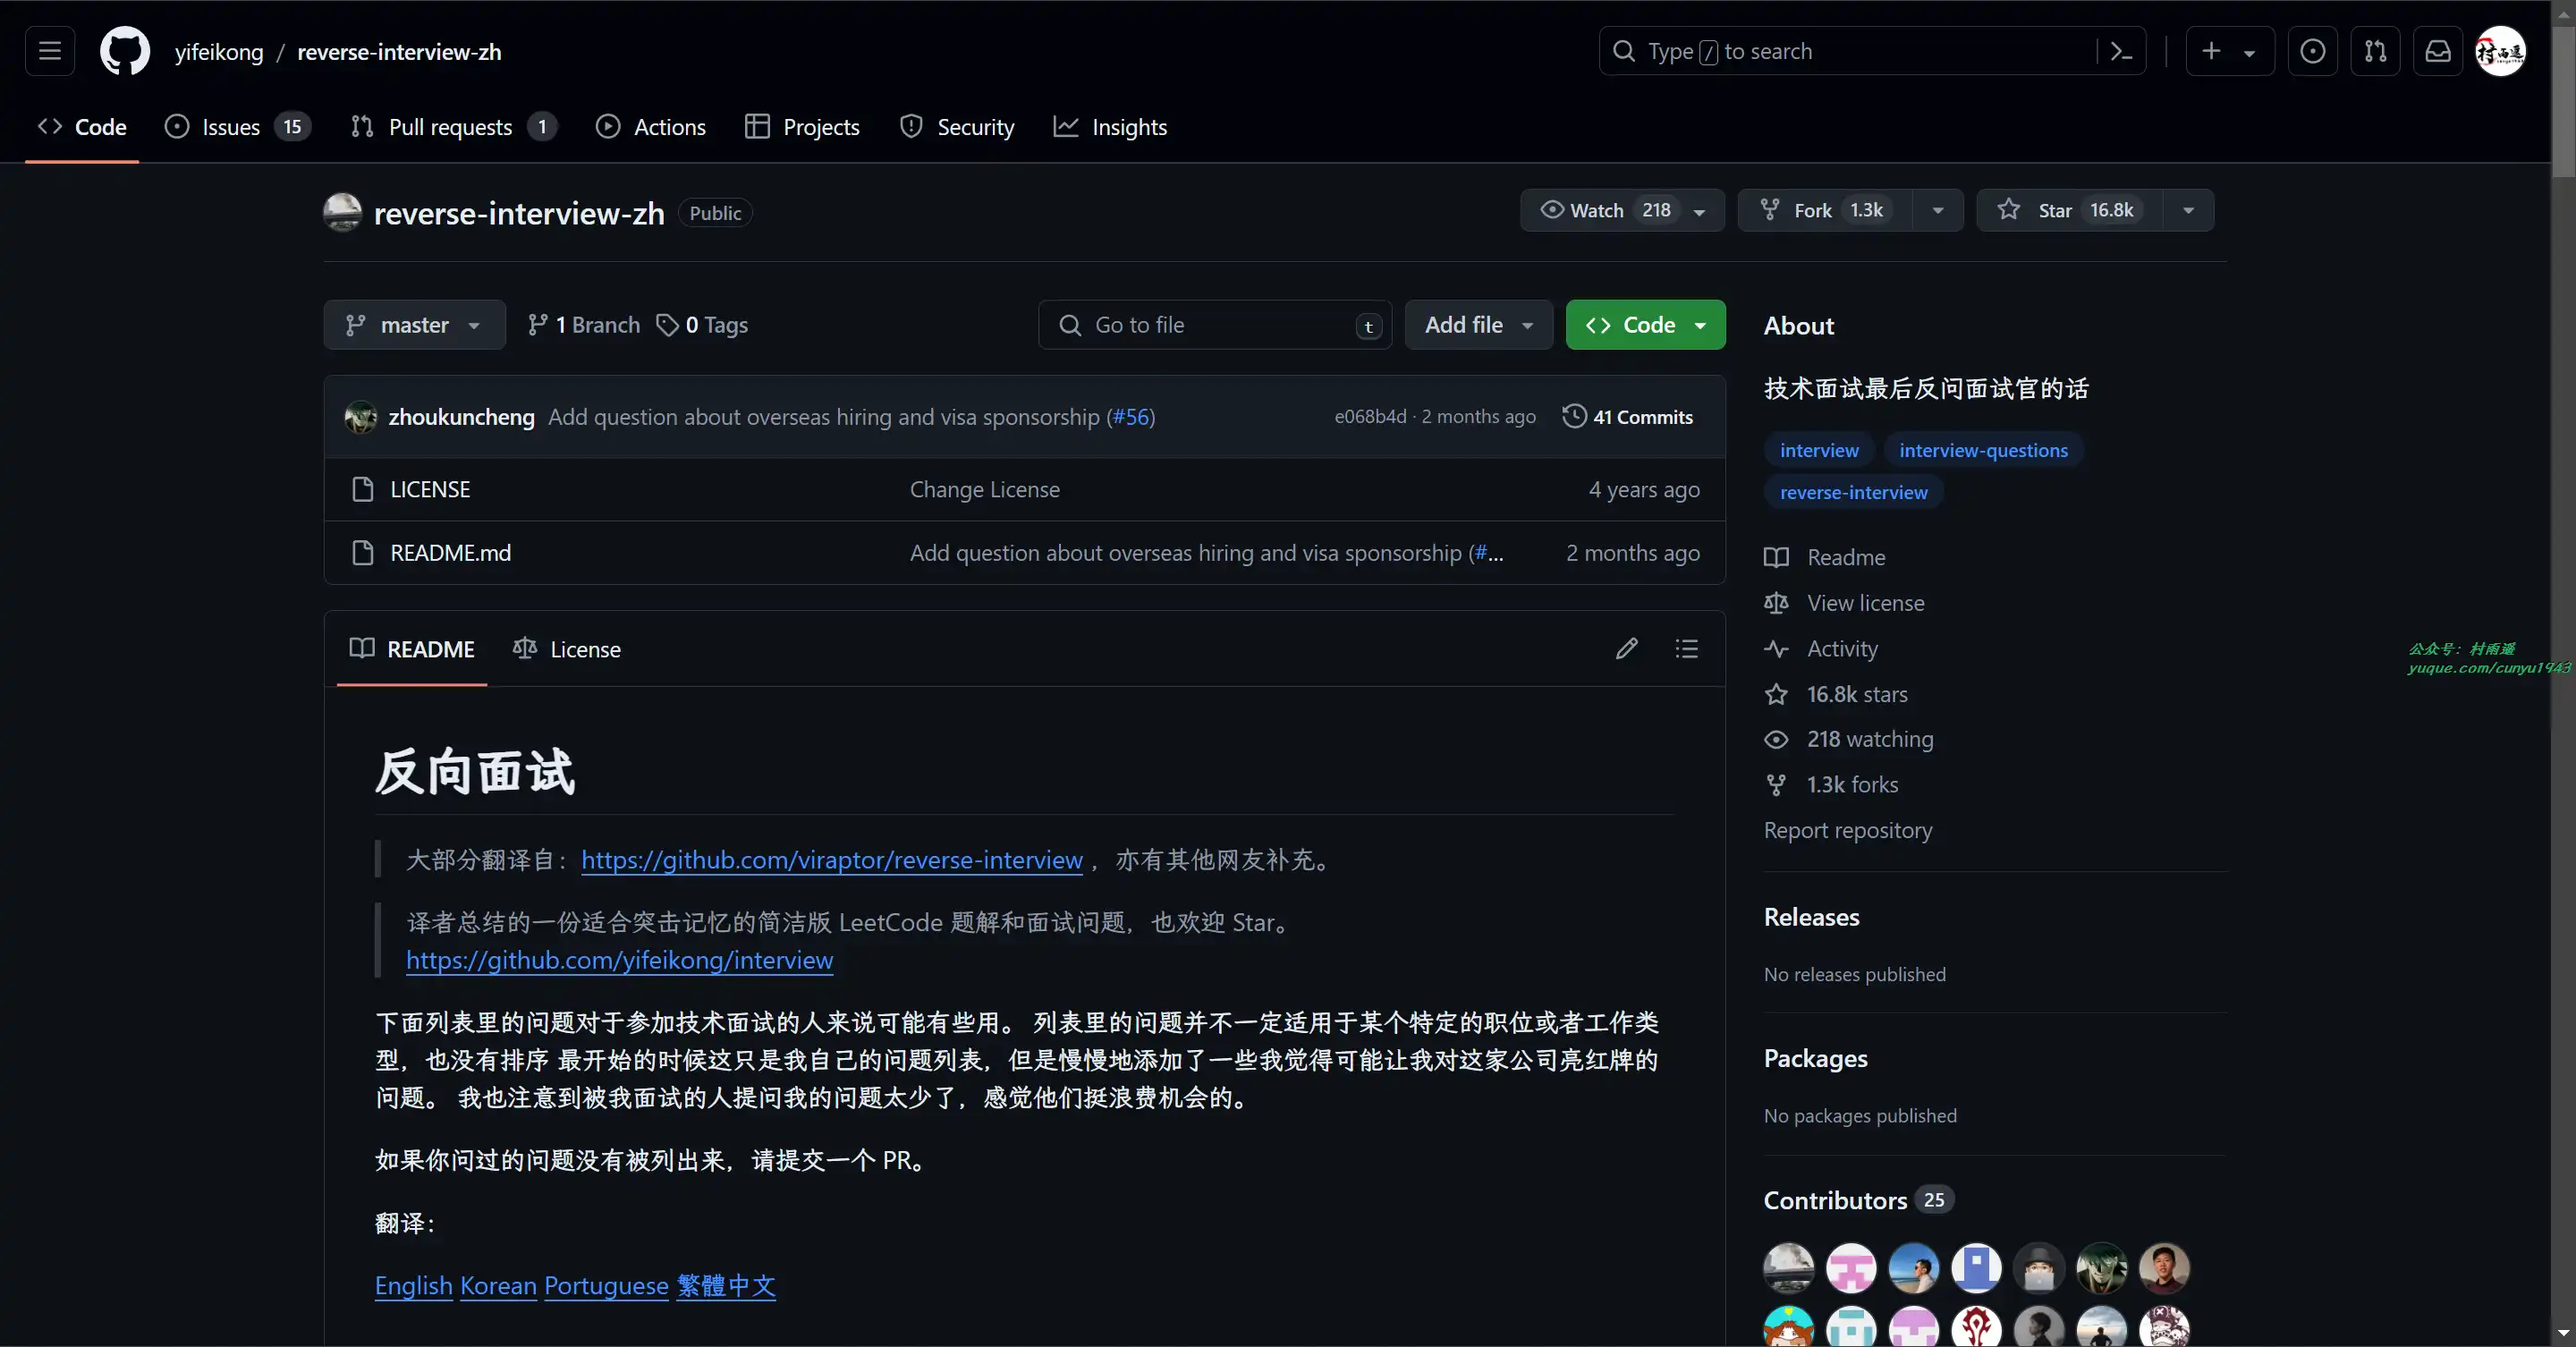 yifeikong / reverse-interview-zh
Type / to search
Code
Issues 15
Pull requests 1
Actions
Projects
Security
Insights
reverse-interview-zh Public
Watch 218
Fork 1.3k
Star 16.8k
master
1 Branch
0 Tags
Go to file t
Add file
Code
zhoukuncheng Add question about overseas hiring and visa sponsorship (#56)
e068b4d · 2 months ago
41 Commits
LICENSE Change License 4 years ago
README.md Add question about overseas hiring and visa sponsorship (#... 2 months ago
README
License
反向面试
大部分翻译自：https://github.com/viraptor/reverse-interview ，亦有其他网友补充。
译者总结的一份适合突击记忆的简洁版 LeetCode 题解和面试问题，也欢迎 Star。
https://github.com/yifeikong/interview
下面列表里的问题对于参加技术面试的人来说可能有些用。 列表里的问题并不一定适用于某个特定的职位或者工作类
型，也没有排序 最开始的时候这只是我自己的问题列表，但是慢慢地添加了一些我觉得可能让我对这家公司亮红牌的
问题。 我也注意到被我面试的人提问我的问题太少了，感觉他们挺浪费机会的。
如果你问过的问题没有被列出来，请提交一个 PR。
翻译：
English Korean Portuguese 繁體中文
About
技术面试最后反问面试官的话
interview interview-questions
reverse-interview
Readme
View license
Activity
16.8k stars
218 watching
1.3k forks
Report repository
Releases
No releases published
Packages
No packages published
Contributors 25
公众号：村雨遥
yuque.com/cunyu1943